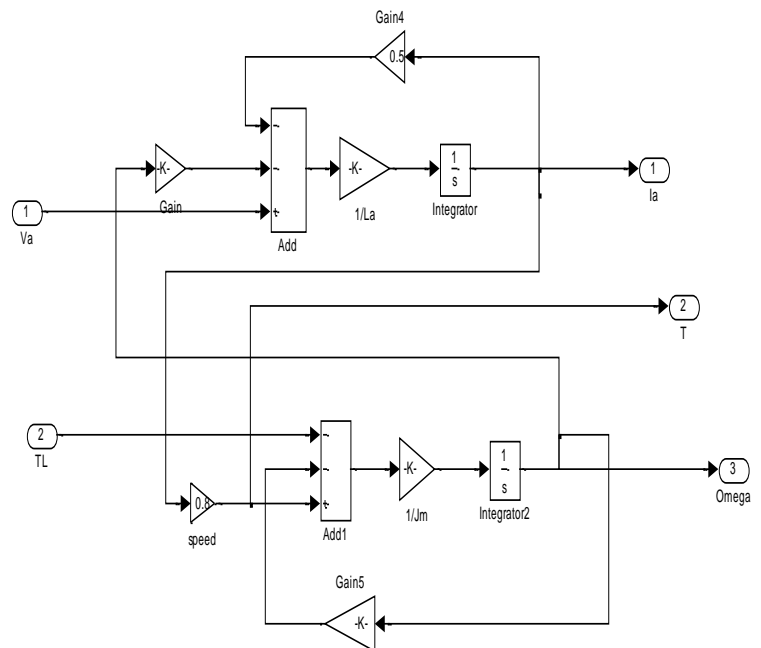 Gain4
0.5
-
-K-
-
1
s
1
Ia
-K-
Gain
1/La
Integrator
1
Va
+
Add
2
T
2
TL
-
-
-K-
1
s
3
Omega
0.8
+
speed
Add1
1/Jm
Integrator2
Gain5
-K-